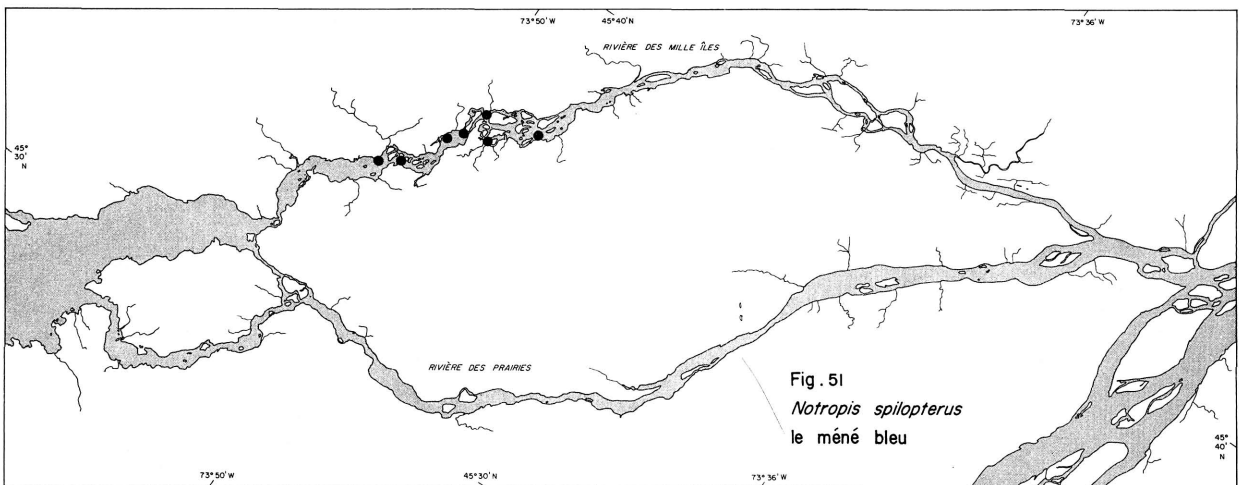 73° 50' W
45° 40' N
73° 36' W
RIVIÈRE DES MILLE ÎLES
45°
30'
N
RIVIÈRE DES PRAIRIES
Fig. 51
Notropis spilopterus
le méné bleu
45°
40'
N
73° 50' W
45° 30' N
73° 36' W